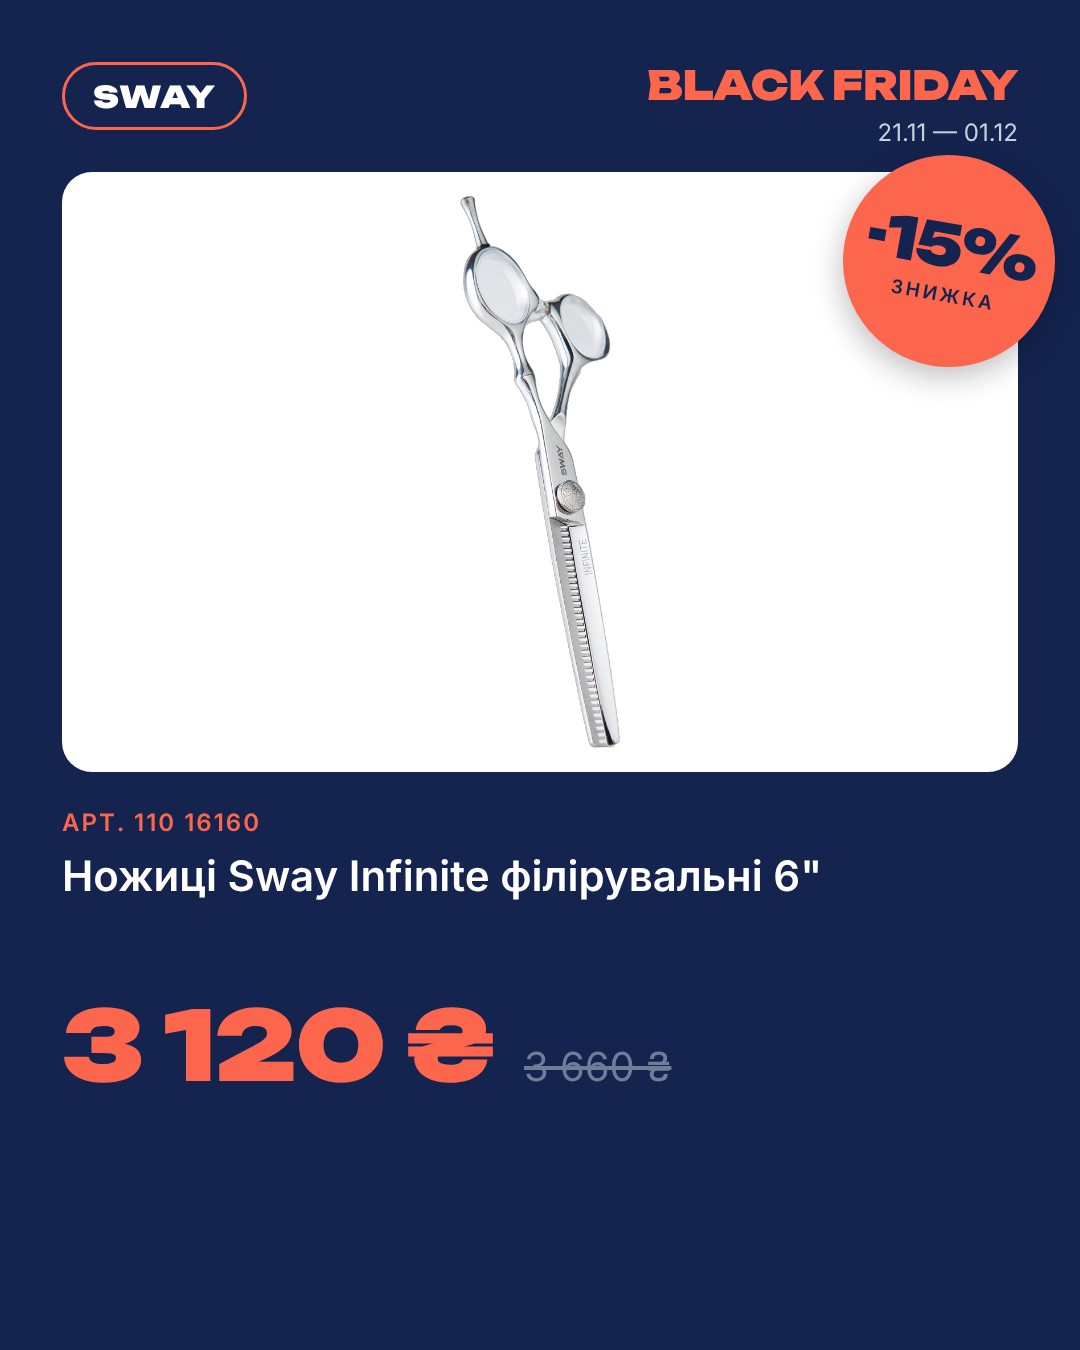 SWAY
BLACK FRIDAY
21.11 — 01.12
-15%
ЗНИЖКА
SWAY
INFINITE
АРТ. 110 16160
Ножиці Sway Infinite філірувальні 6"
3 120 ₴
3 660 ₴